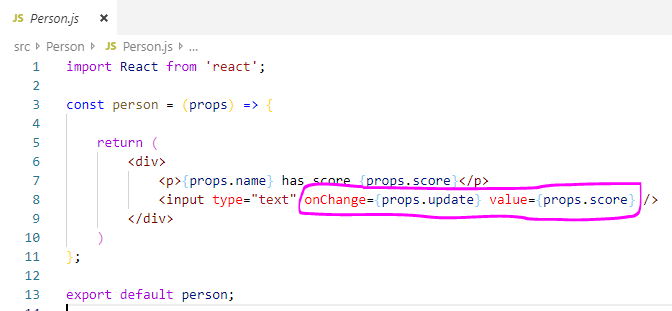 JS Person.js ×
src Person JS Person.js ...
1 import React from 'react';
2
3 const person = (props) => {
4
5 return (
6 <div>
7 <p>{props.name} has score {props.score}</p>
8 <input type="text" onChange={props.update} value={props.score} />
9 </div>
10 )
11 };
12
13 export default person;
14